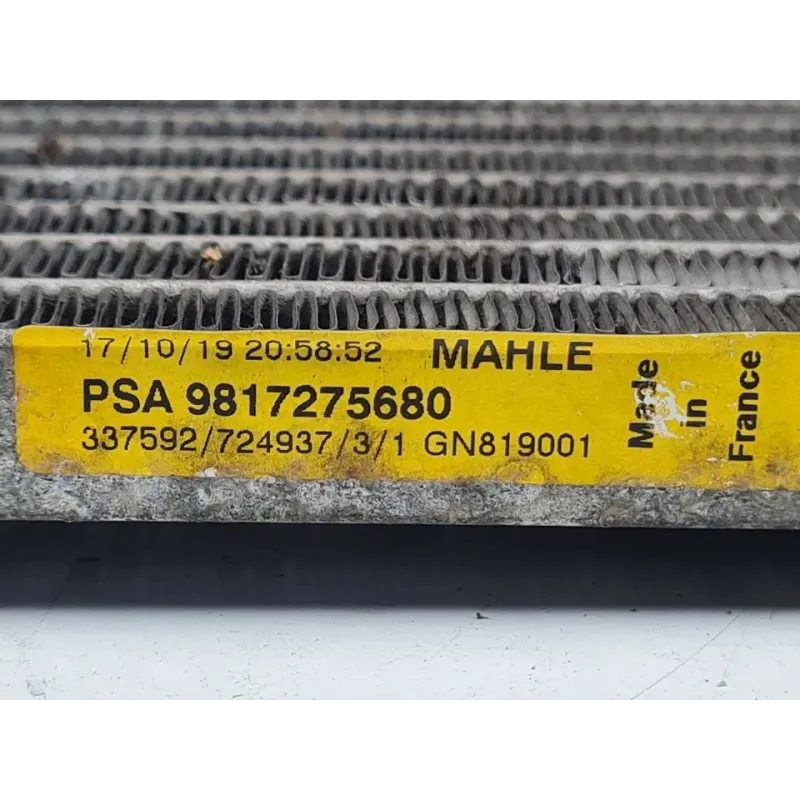 17/10/19 20:58:52 MAHLE
PSA 9817275680
337592/724937/3/1 GN819001
Made
in
France